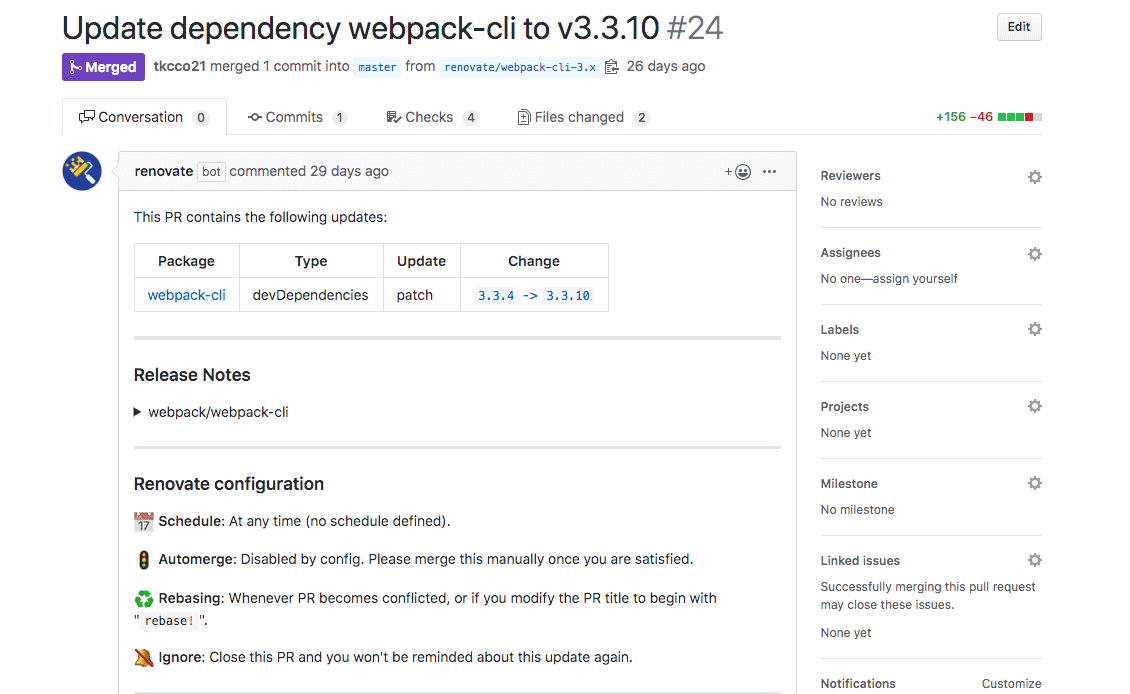 Update dependency webpack-cli to v3.3.10 #24
Edit
Merged tkcco21 merged 1 commit into master from renovate/webpack-cli-3.x 26 days ago
Conversation 0 Commits 1 Checks 4 Files changed 2 +156 −46
renovate bot commented 29 days ago
This PR contains the following updates:
Package Type Update Change
webpack-cli devDependencies patch 3.3.4 -> 3.3.10
Release Notes
webpack/webpack-cli
Renovate configuration
17 Schedule: At any time (no schedule defined).
Automerge: Disabled by config. Please merge this manually once you are satisfied.
Rebasing: Whenever PR becomes conflicted, or if you modify the PR title to begin with
" rebase! ".
Ignore: Close this PR and you won't be reminded about this update again.
Reviewers
No reviews
Assignees
No one—assign yourself
Labels
None yet
Projects
None yet
Milestone
No milestone
Linked issues
Successfully merging this pull request
may close these issues.
None yet
Notifications Customize